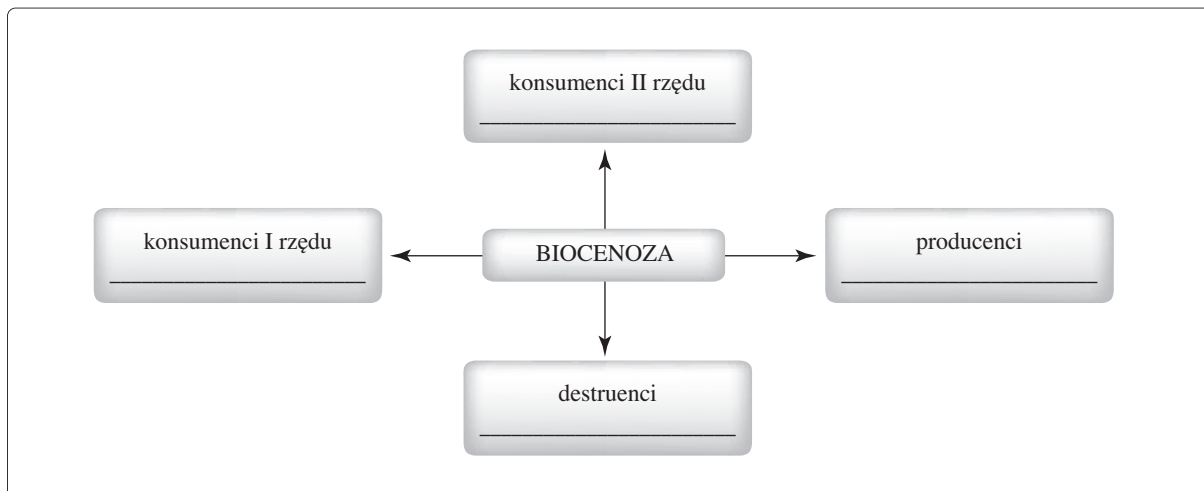 konsumenci II rzędu
konsumenci I rzędu
BIOCENOZA
producenci
destruenci